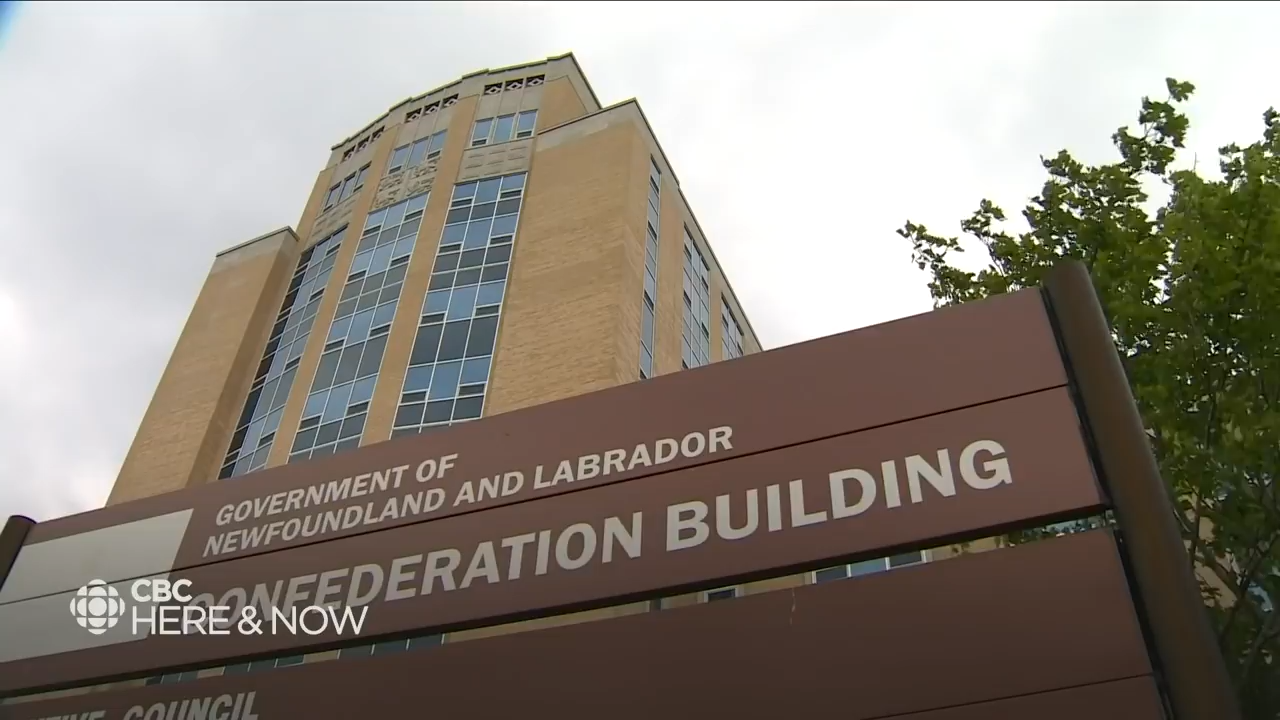 GOVERNMENT OF
NEWFOUNDLAND AND LABRADOR
CONFEDERATION BUILDING
CBC
HERE & NOW
COUNCIL